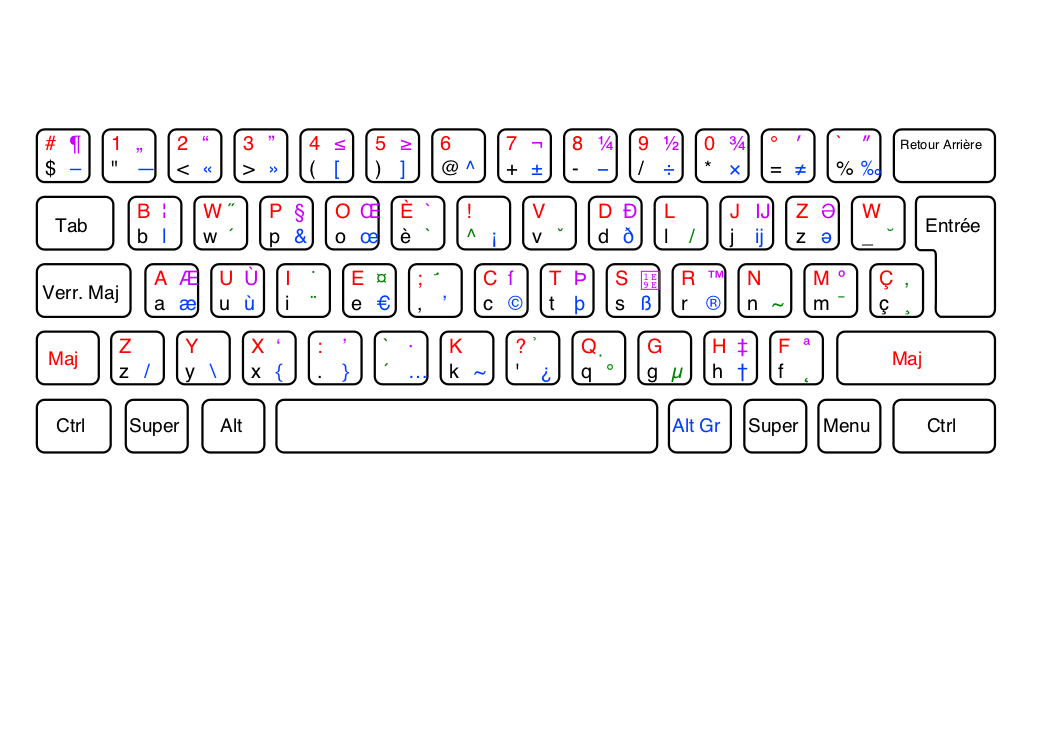 # ¶ 1 „ 2 “ 3 ” 4 ≤ 5 ≥ 6 7 ¬ 8 ¼ 9 ½ 0 ¾ ° ′ ` ″ Retour Arrière
$ – " — < « > » ( [ ) ] @ ^ + ± - − / ÷ * × = ≠ % ‰
B ¦ W ˝ P § O Œ È ` ! V D Ð L J IJ Z Ə W
Tab Entrée
b | w ´ p & o œ è ` ^ ¡ v ˇ d ð l / j ij z ə _ ˘
A Æ U Ù I ˙ E ¤ ; C ſ T Þ S 1E9E R ™ N M º Ç ,
Verr. Maj
a æ u ù i ¨ e € , ’ c © t þ s ß r ® n ~ m ¯ ç ¸
Z Y X ‘ : ’ ` · K ? Q . G H ‡ F ª
Maj Maj
z / y \ x { . } ´ … k ~ ' ¿ q ° g µ h † f ˛
Ctrl Super Alt Alt Gr Super Menu Ctrl